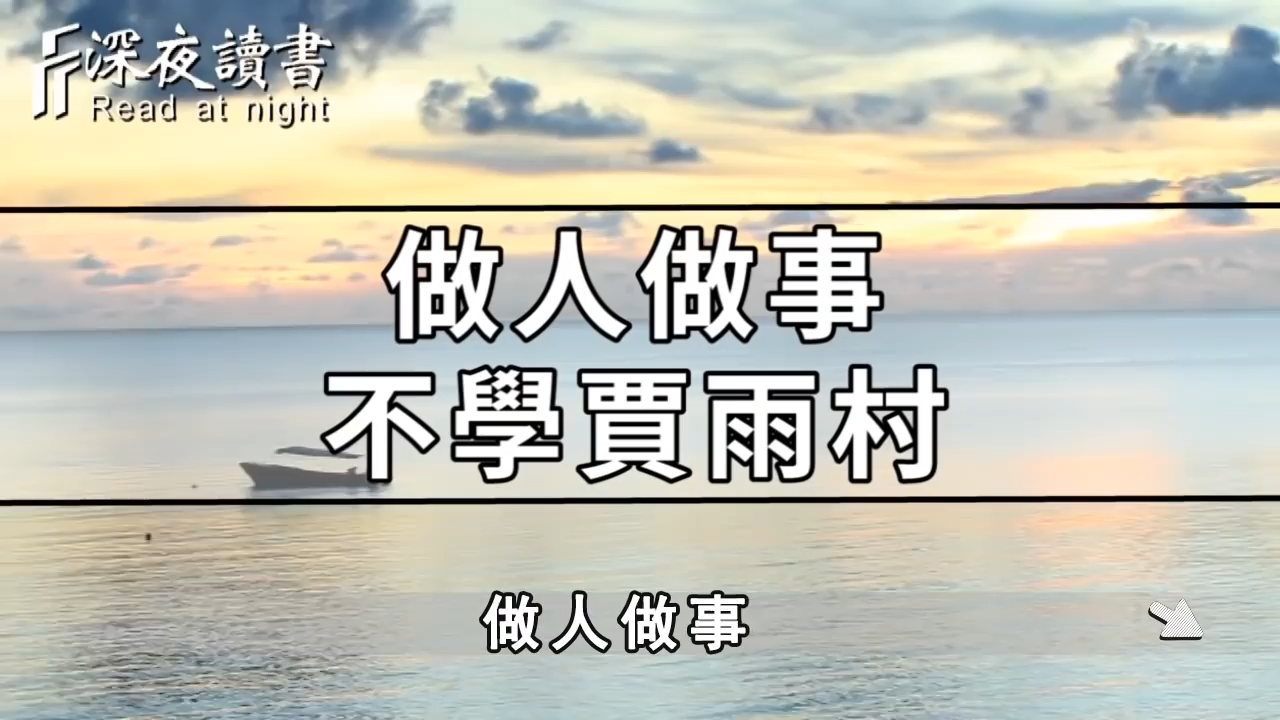 深夜讀書
Read at night
做人做事
不學賈雨村
做人做事